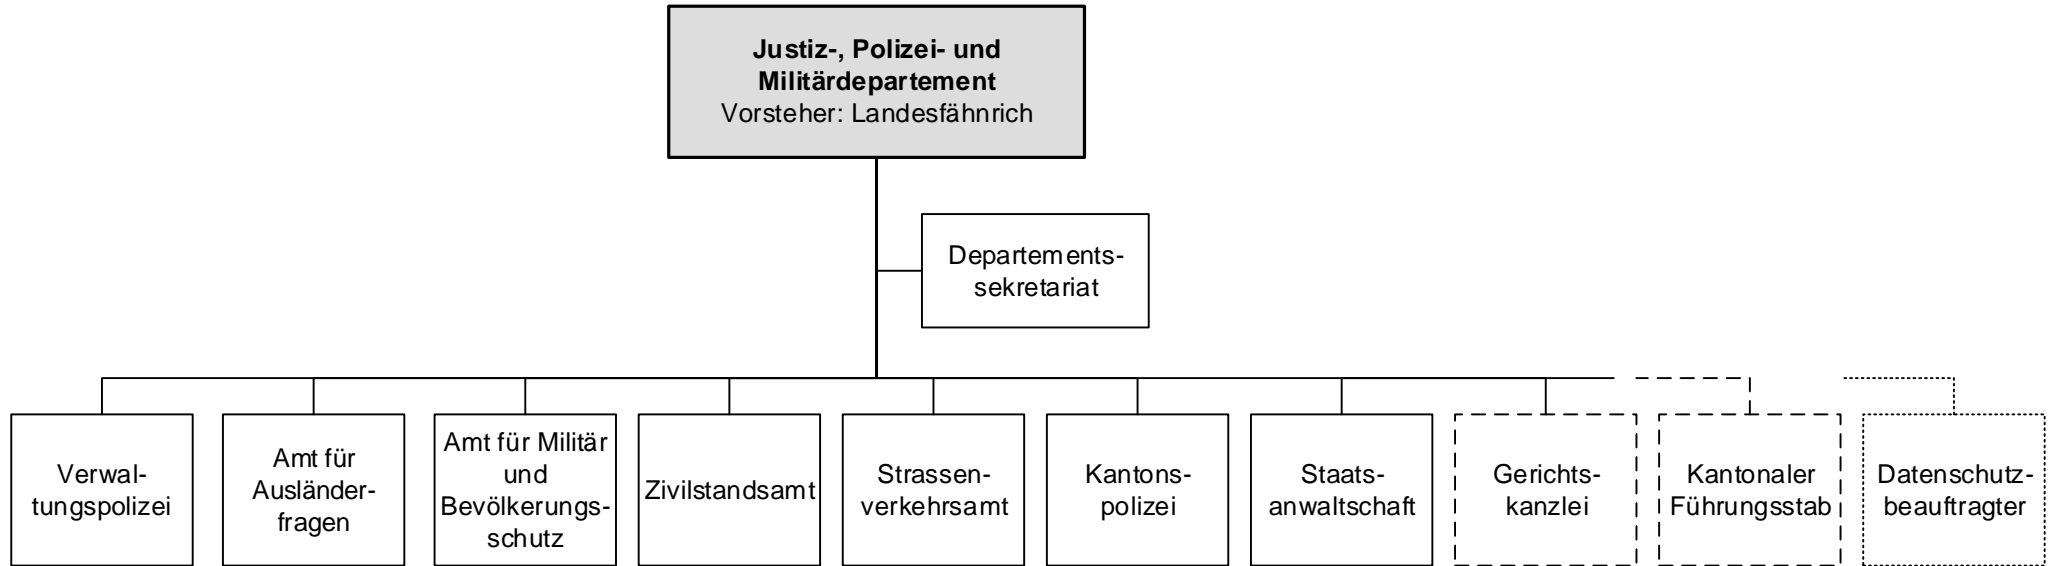 Justiz-, Polizei- und
Militärdepartement
Vorsteher: Landesfähnrich
Departements-
sekretariat
Verwal-
tungspolizei
Amt für
Ausländer-
fragen
Amt für Militär
und
Bevölkerungs-
schutz
Zivilstandsamt
Strassen-
verkehrsamt
Kantons-
polizei
Staats-
anwaltschaft
Gerichts-
kanzlei
Kantonaler
Führungsstab
Datenschutz-
beauftragter